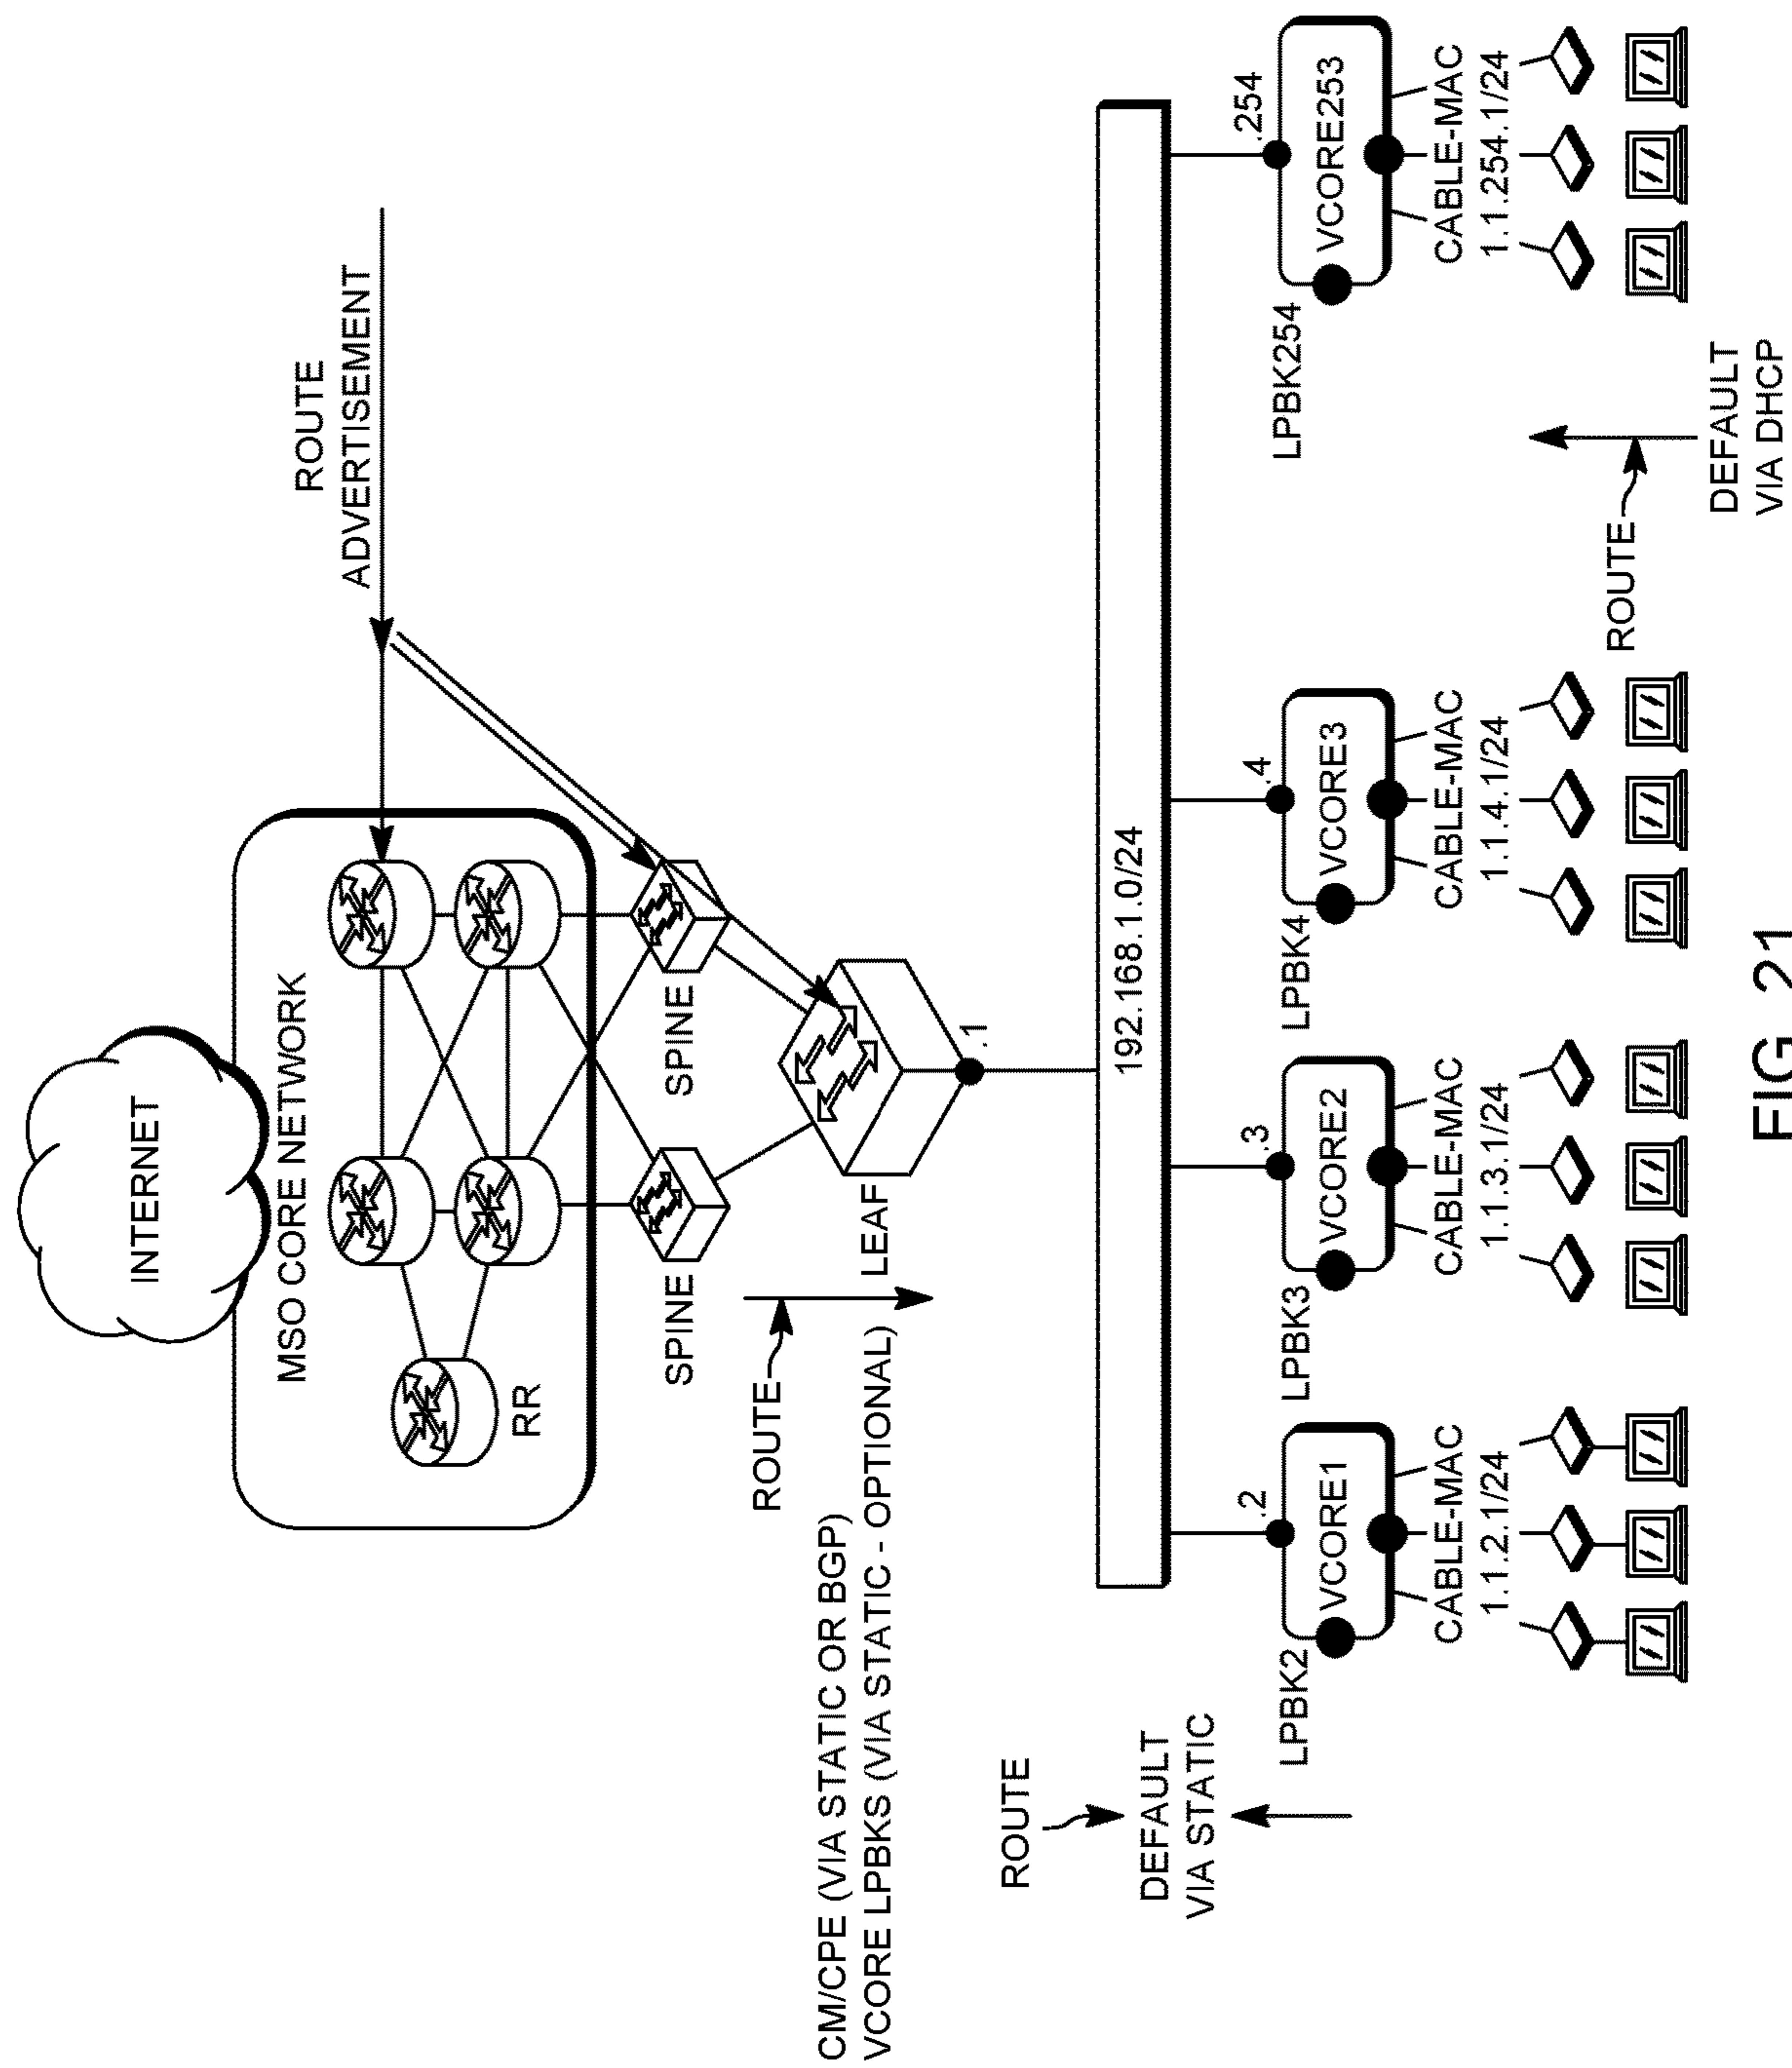 INTERNET
MSO CORE NETWORK
RR
ROUTE
ADVERTISEMENT
SPINE
SPINE
ROUTE
CM/CPE (VIA STATIC OR BGP)
VCORE LPBKS (VIA STATIC - OPTIONAL)
LEAF
.1
192.168.1.0/24
ROUTE
DEFAULT
VIA STATIC
.2
LPBK2
VCORE1
CABLE-MAC
1.1.2.1/24
.3
LPBK3
VCORE2
CABLE-MAC
1.1.3.1/24
.4
LPBK4
VCORE3
CABLE-MAC
1.1.4.1/24
.254
LPBK254
VCORE253
CABLE-MAC
1.1.254.1/24
ROUTE
DEFAULT
VIA DHCP
FIG. 21